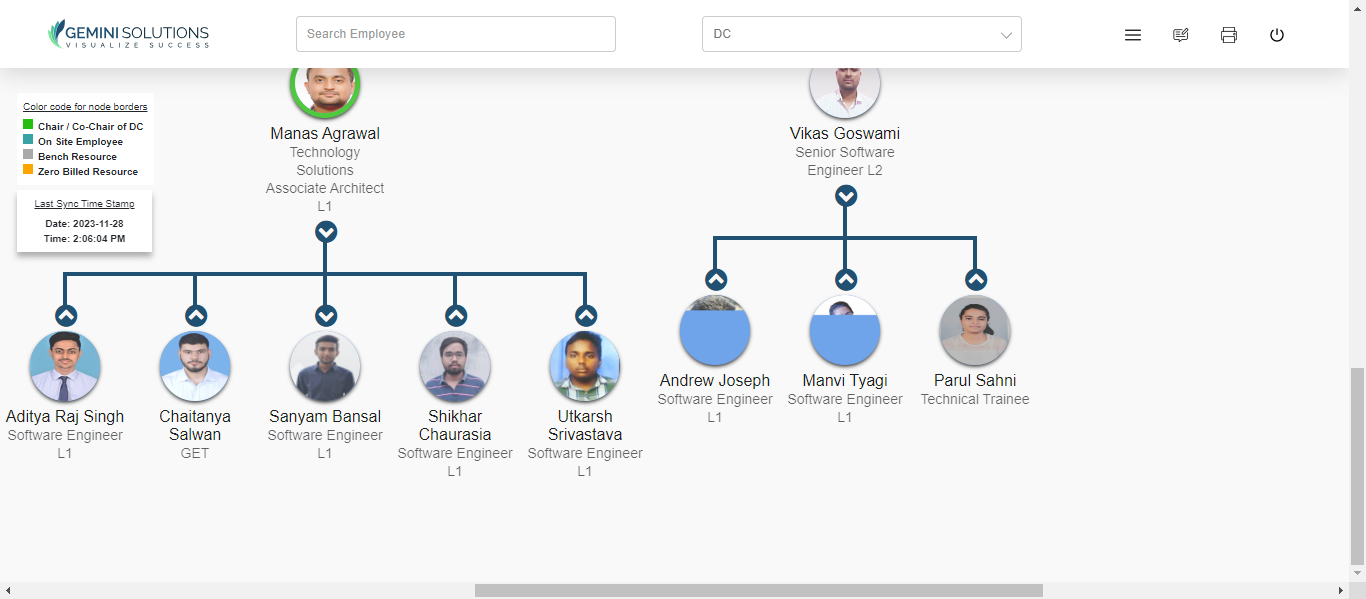 GEMINI SOLUTIONS
VISUALIZE SUCCESS
Search Employee
DC
Color code for node borders
Chair / Co-Chair of DC
On Site Employee
Bench Resource
Zero Billed Resource
Last Sync Time Stamp
Date: 2023-11-28
Time: 2:06:04 PM
Manas Agrawal
Technology
Solutions
Associate Architect
L1
Vikas Goswami
Senior Software
Engineer L2
Aditya Raj Singh
Software Engineer
L1
Chaitanya
Salwan
GET
Sanyam Bansal
Software Engineer
L1
Shikhar
Chaurasia
Software Engineer
L1
Utkarsh
Srivastava
Software Engineer
L1
Andrew Joseph
Software Engineer
L1
Manvi Tyagi
Software Engineer
L1
Parul Sahni
Technical Trainee